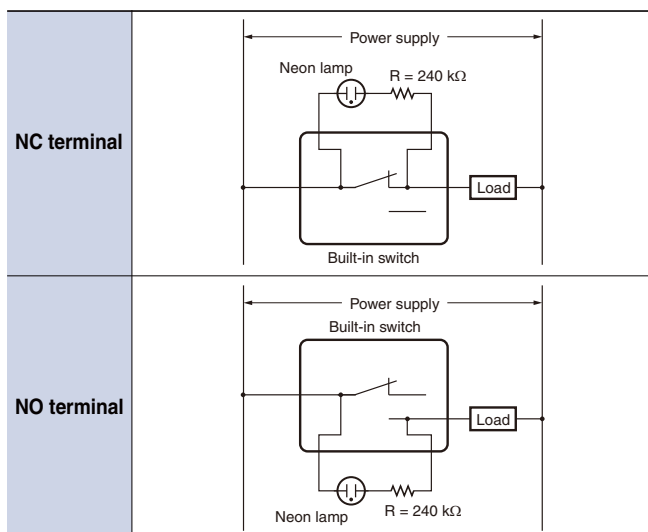 Power supply
Neon lamp
R = 240 kΩ
NC terminal
Load
Built-in switch
Power supply
Built-in switch
NO terminal
Load
Neon lamp
R = 240 kΩ